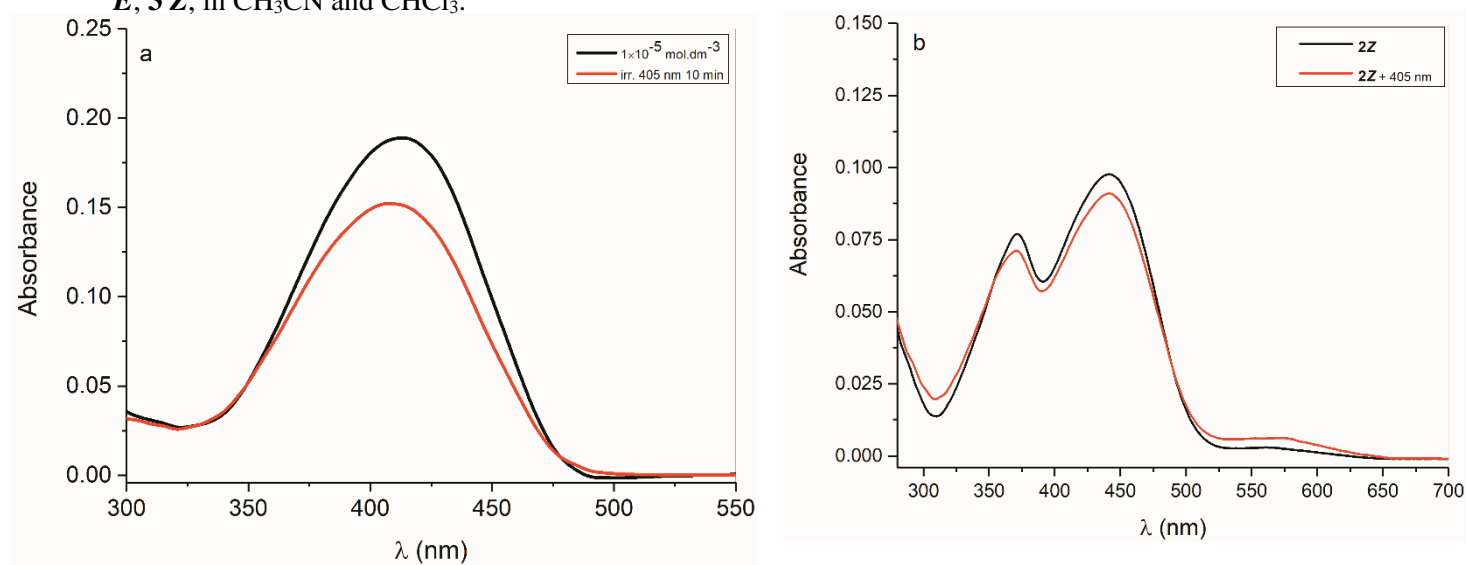 E, 3 Z, in CH₃CN and CHCl₃.
a
1×10⁻⁵ mol.dm⁻³
irr. 405 nm 10 min
0.25
0.20
0.15
0.10
0.05
0.00
Absorbance
300 350 400 450 500 550
λ (nm)
b
2Z
2Z + 405 nm
0.150
0.125
0.100
0.075
0.050
0.025
0.000
Absorbance
300 350 400 450 500 550 600 650 700
λ (nm)